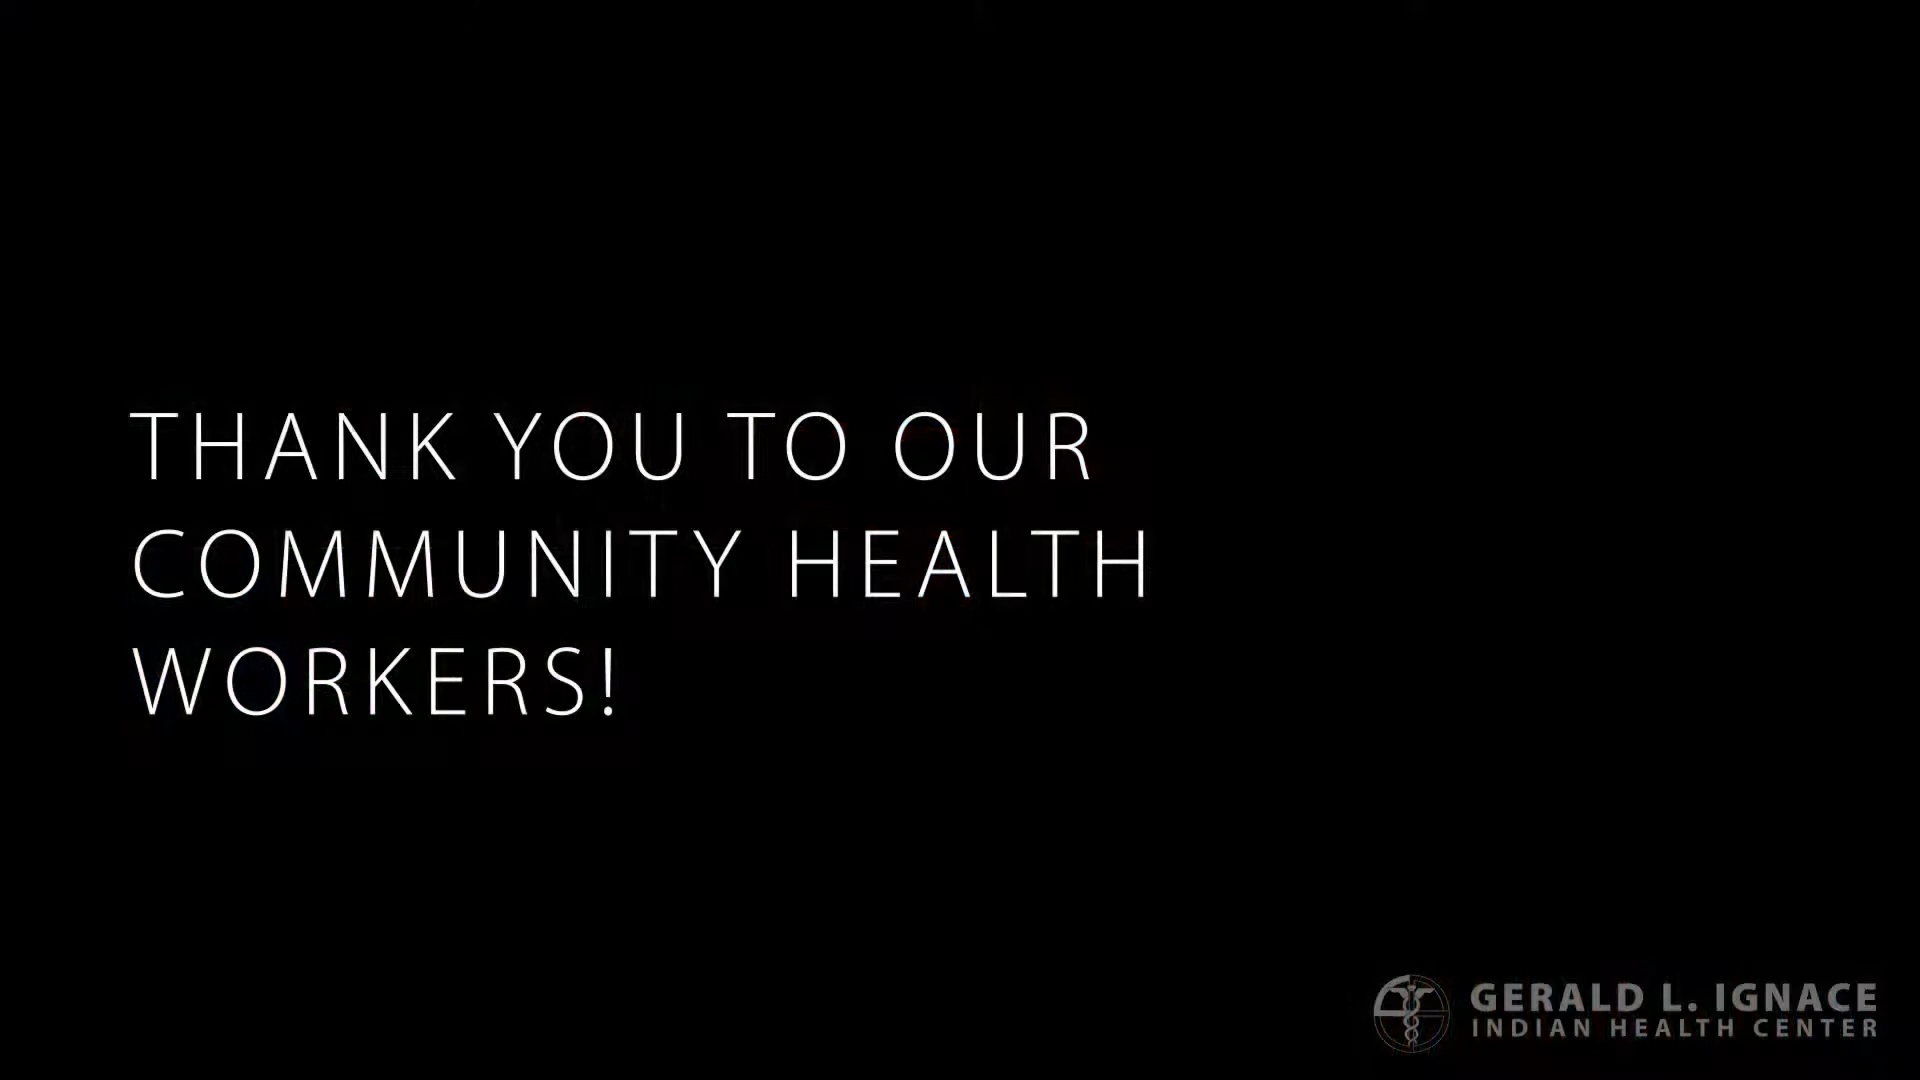 THANK YOU TO OUR
COMMUNITY HEALTH
WORKERS!
GERALD L. IGNACE
INDIAN HEALTH CENTER